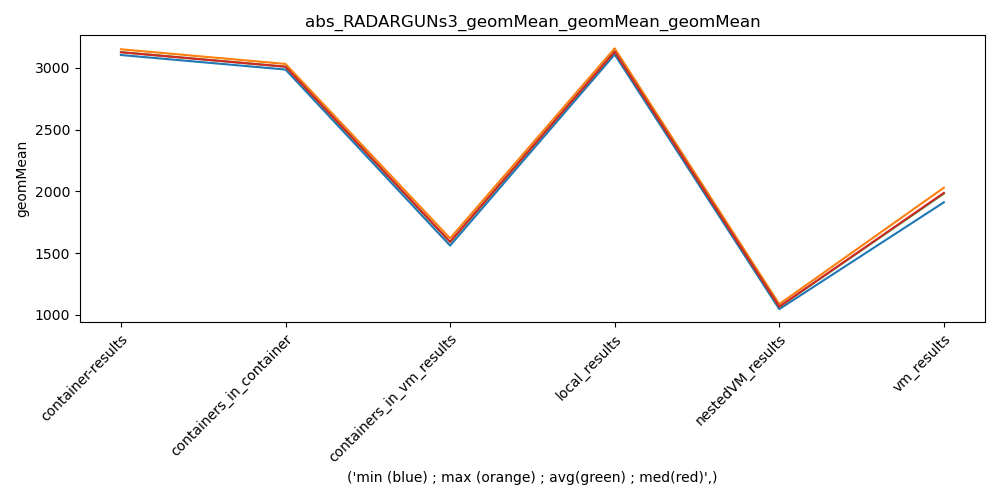 abs_RADARGUNs3_geomMean_geomMean_geomMean
geomMean
3000
2500
2000
1500
1000
container-results
containers_in_container
containers_in_vm_results
local_results
nestedVM_results
vm_results
('min (blue) ; max (orange) ; avg(green) ; med(red)',)